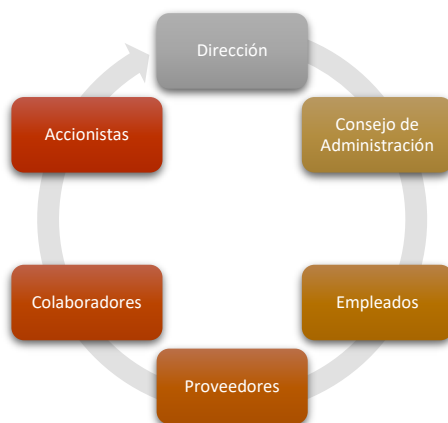 Dirección
Consejo de
Administración
Empleados
Proveedores
Colaboradores
Accionistas